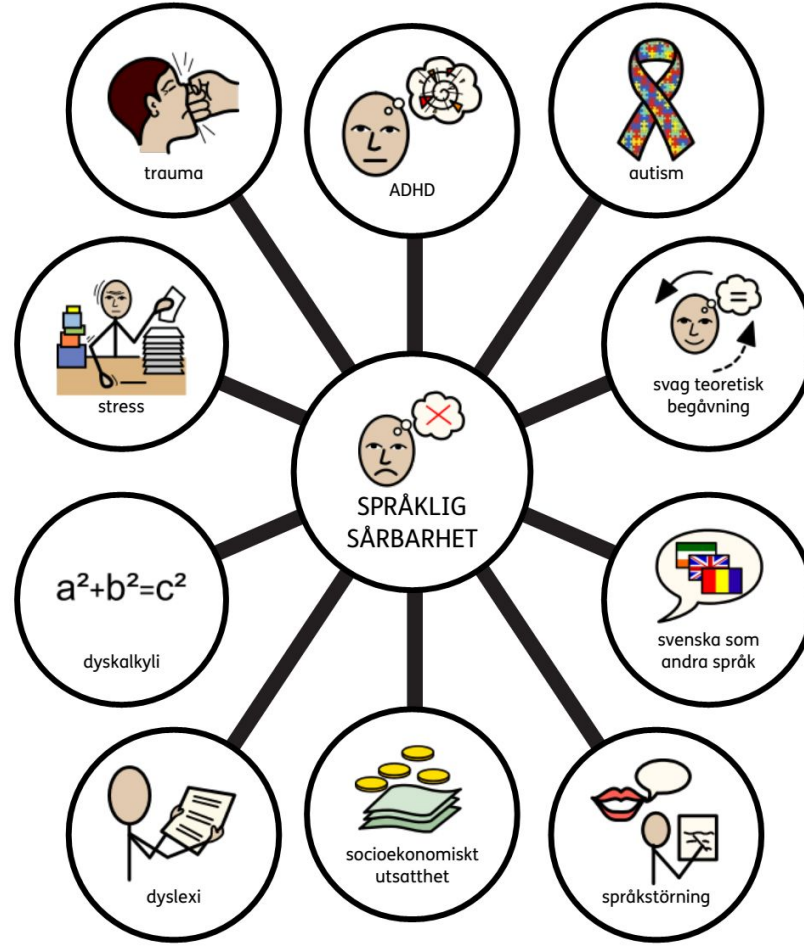 trauma
ADHD
autism
stress
svag teoretisk
begåvning
SPRÅKLIG
SÅRBARHET
a²+b²=c²
dyskalkyli
svenska som
andra språk
dyslexi
socioekonomiskt
utsatthet
språkstörning